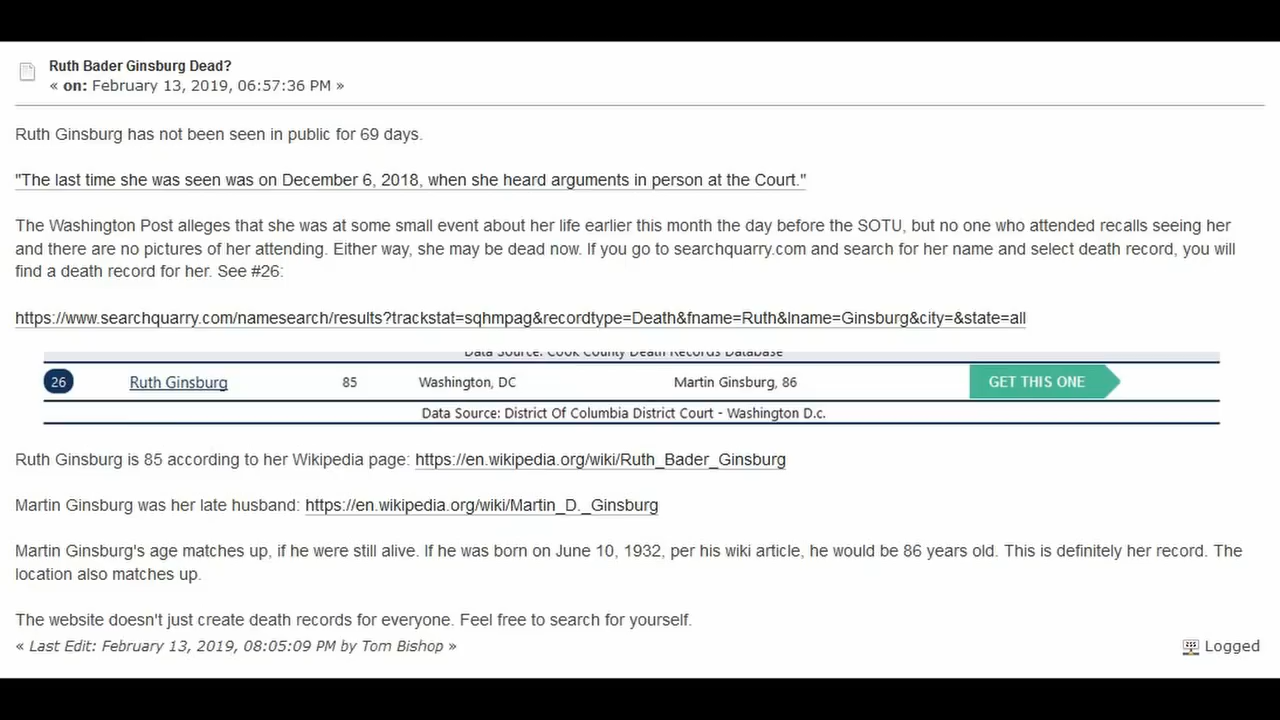 Ruth Bader Ginsburg Dead?
« on: February 13, 2019, 06:57:36 PM »
Ruth Ginsburg has not been seen in public for 69 days.
"The last time she was seen was on December 6, 2018, when she heard arguments in person at the Court."
The Washington Post alleges that she was at some small event about her life earlier this month the day before the SOTU, but no one who attended recalls seeing her
and there are no pictures of her attending. Either way, she may be dead now. If you go to searchquarry.com and search for her name and select death record, you will
find a death record for her. See #26:
https://www.searchquarry.com/namesearch/results?trackstat=sqhmpag&recordtype=Death&fname=Ruth&lname=Ginsburg&city=&state=all
Data Source: Cook County Death Records Database
26 Ruth Ginsburg 85 Washington, DC Martin Ginsburg, 86 GET THIS ONE
Data Source: District Of Columbia District Court - Washington D.c.
Ruth Ginsburg is 85 according to her Wikipedia page: https://en.wikipedia.org/wiki/Ruth_Bader_Ginsburg
Martin Ginsburg was her late husband: https://en.wikipedia.org/wiki/Martin_D._Ginsburg
Martin Ginsburg's age matches up, if he were still alive. If he was born on June 10, 1932, per his wiki article, he would be 86 years old. This is definitely her record. The
location also matches up.
The website doesn't just create death records for everyone. Feel free to search for yourself.
« Last Edit: February 13, 2019, 08:05:09 PM by Tom Bishop »
Logged